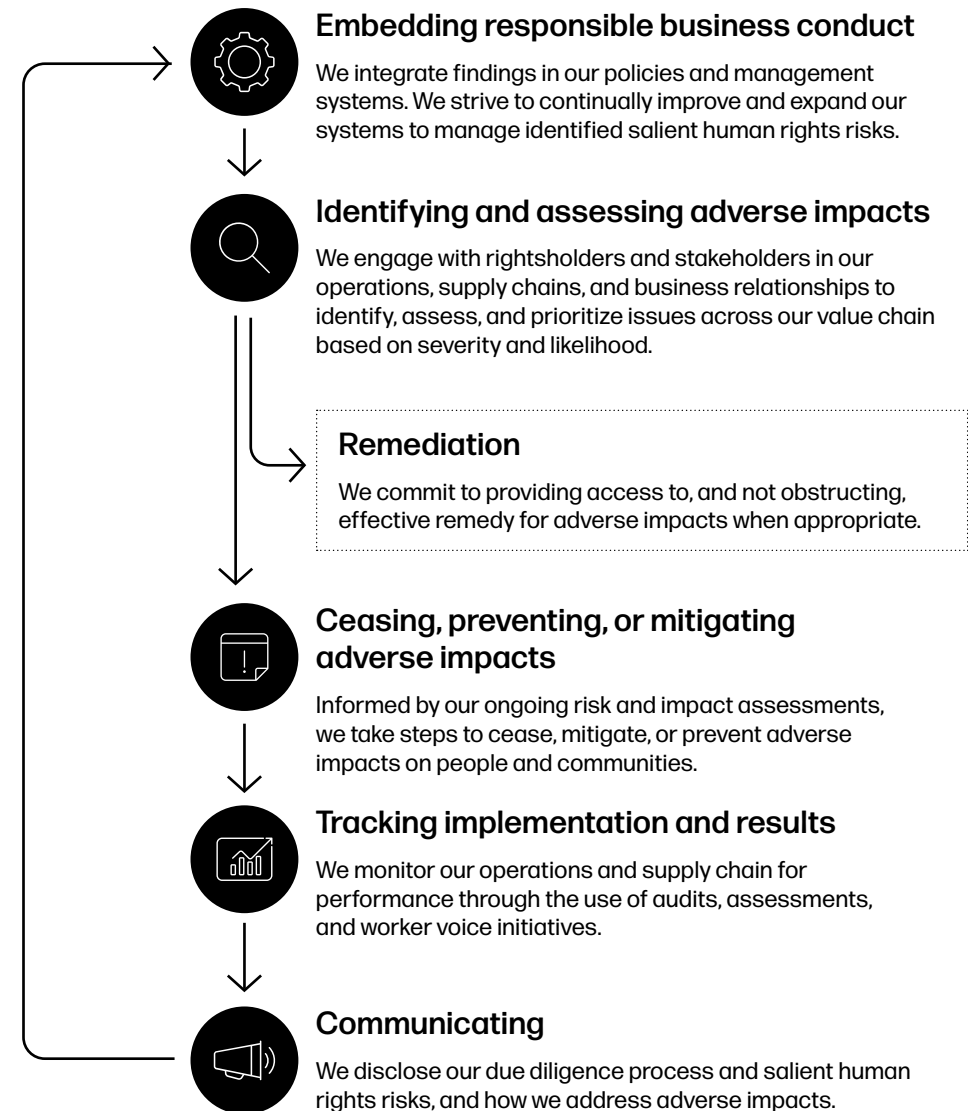 Embedding responsible business conduct
We integrate findings in our policies and management
systems. We strive to continually improve and expand our
systems to manage identified salient human rights risks.
Identifying and assessing adverse impacts
We engage with rightsholders and stakeholders in our
operations, supply chains, and business relationships to
identify, assess, and prioritize issues across our value chain
based on severity and likelihood.
Remediation
We commit to providing access to, and not obstructing,
effective remedy for adverse impacts when appropriate.
Ceasing, preventing, or mitigating
adverse impacts
Informed by our ongoing risk and impact assessments,
we take steps to cease, mitigate, or prevent adverse
impacts on people and communities.
Tracking implementation and results
We monitor our operations and supply chain for
performance through the use of audits, assessments,
and worker voice initiatives.
Communicating
We disclose our due diligence process and salient human
rights risks, and how we address adverse impacts.